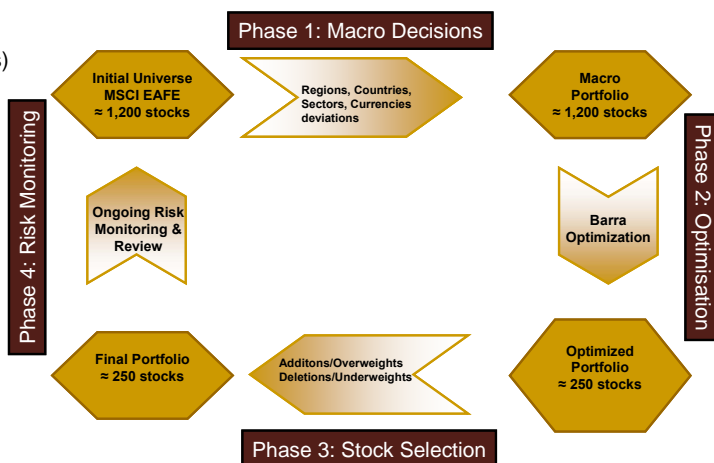 Phase 1: Macro Decisions
s)
Initial Universe
MSCI EAFE
≈ 1,200 stocks
Regions, Countries,
Sectors, Currencies
deviations
Macro
Portfolio
≈ 1,200 stocks
Phase 2: Optimisation
Barra
Optimization
Optimized
Portfolio
≈ 250 stocks
Additons/Overweights
Deletions/Underweights
Phase 3: Stock Selection
Final Portfolio
≈ 250 stocks
Ongoing Risk
Monitoring &
Review
Phase 4: Risk Monitoring